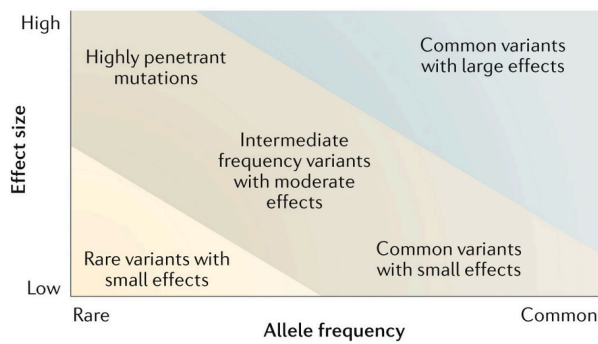 High
Highly penetrant
mutations
Common variants
with large effects
Effect size
Intermediate
frequency variants
with moderate
effects
Rare variants with
small effects
Common variants
with small effects
Low
Rare
Common
Allele frequency